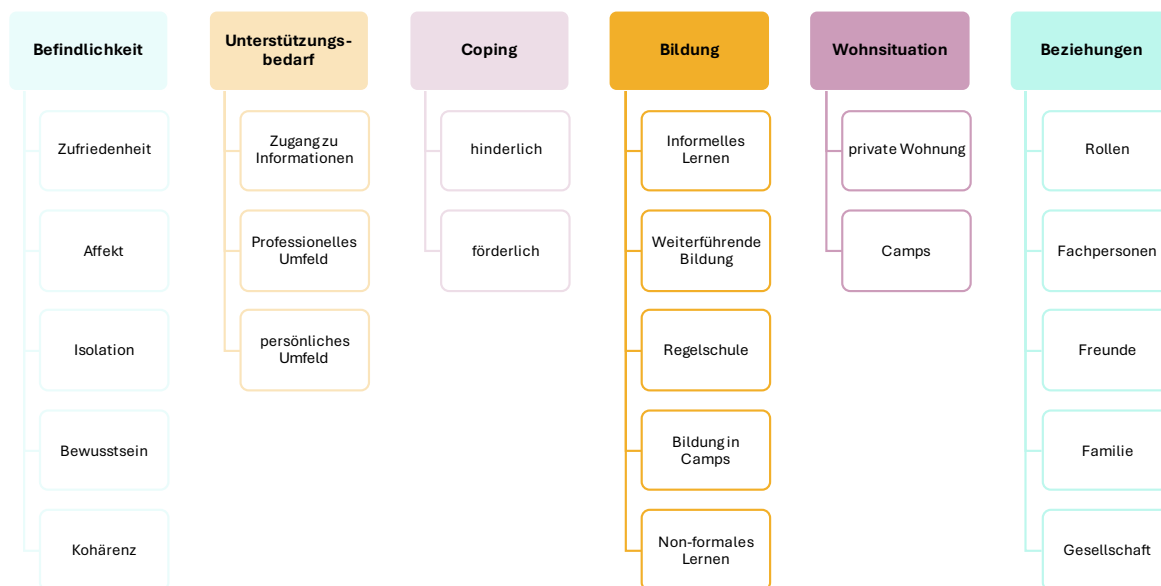 Befindlichkeit
Zufriedenheit
Affekt
Isolation
Bewusstsein
Kohärenz
Unterstützungs-
bedarf
Zugang zu
Informationen
Professionelles
Umfeld
persönliches
Umfeld
Coping
hinderlich
förderlich
Bildung
Informelles
Lernen
Weiterführende
Bildung
Regelschule
Bildung in
Camps
Non-formales
Lernen
Wohnsituation
private Wohnung
Camps
Beziehungen
Rollen
Fachpersonen
Freunde
Familie
Gesellschaft